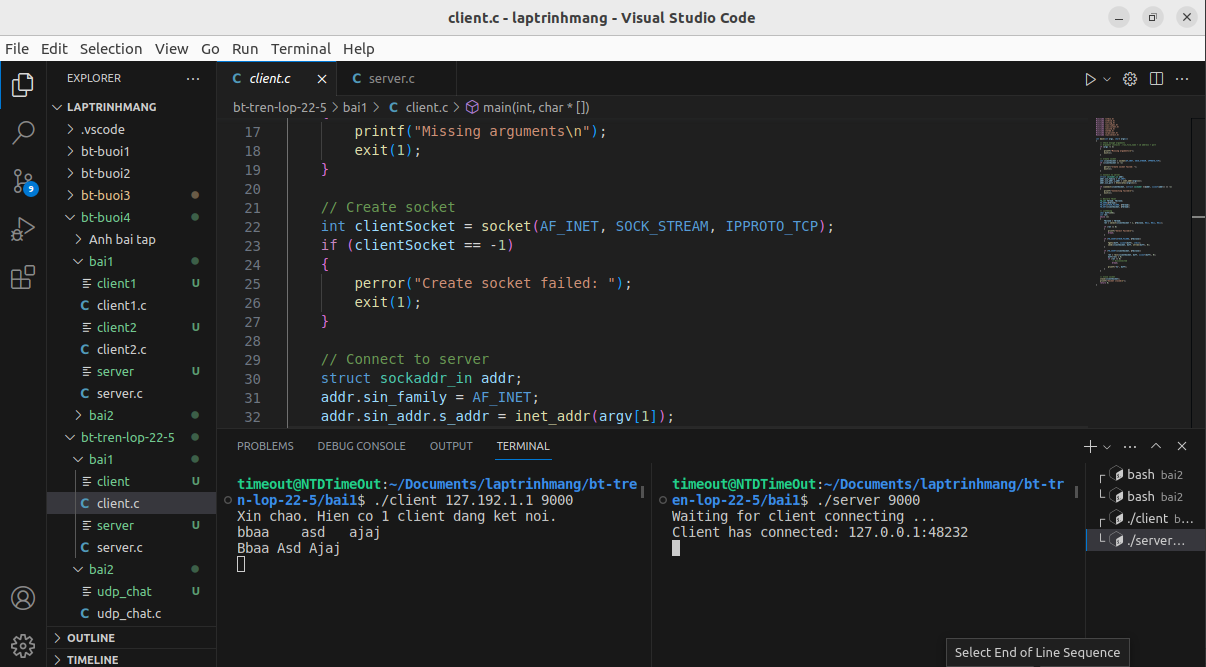 client.c - laptrinhmang - Visual Studio Code
File Edit Selection View Go Run Terminal Help
EXPLORER
LAPTRINHMANG
.vscode
bt-buoi1
bt-buoi2
bt-buoi3
bt-buoi4
Anh bai tap
bai1
client1 U
client1.c
client2 U
client2.c
server U
server.c
bai2
bt-tren-lop-22-5
bai1
client U
client.c
server U
server.c
bai2
udp_chat U
udp_chat.c
OUTLINE
TIMELINE
9
client.c
server.c
bt-tren-lop-22-5 > bai1 > client.c > main(int, char * [])
17 printf("Missing arguments\n");
18 exit(1);
19 }
20
21 // Create socket
22 int clientSocket = socket(AF_INET, SOCK_STREAM, IPPROTO_TCP);
23 if (clientSocket == -1)
24 {
25 perror("Create socket failed: ");
26 exit(1);
27 }
28
29 // Connect to server
30 struct sockaddr_in addr;
31 addr.sin_family = AF_INET;
32 addr.sin_addr.s_addr = inet_addr(argv[1]);
PROBLEMS DEBUG CONSOLE OUTPUT TERMINAL
timeout@NTDTimeOut:~/Documents/laptrinhmang/bt-tre
n-lop-22-5/bai1$ ./client 127.192.1.1 9000
Xin chao. Hien co 1 client dang ket noi.
bbaa    asd   ajaj
Bbaa Asd Ajaj
timeout@NTDTimeOut:~/Documents/laptrinhmang/bt-tr
en-lop-22-5/bai1$ ./server 9000
Waiting for client connecting ...
Client has connected: 127.0.0.1:48232
bash bai2
bash bai2
./client b...
./server...
Select End of Line Sequence